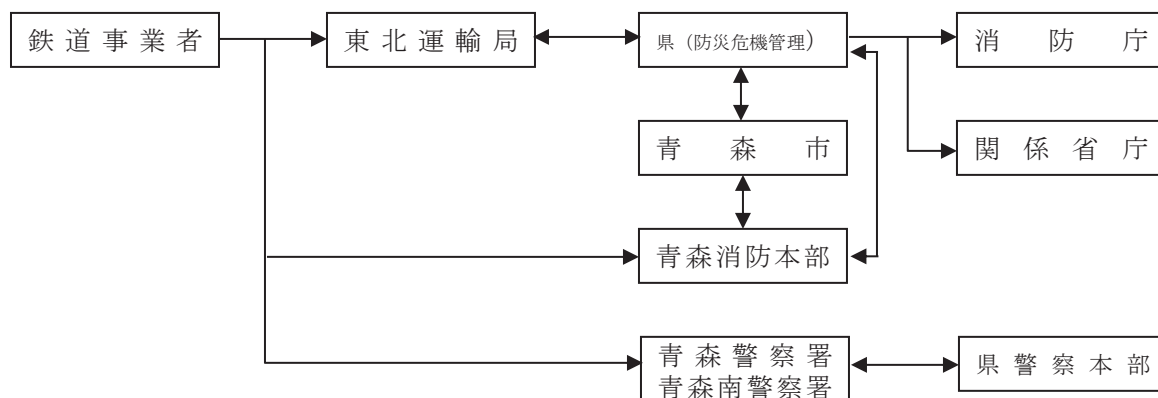 鉄道事業者
東北運輸局
県（防災危機管理）
消防庁
青森市
関係省庁
青森消防本部
青森警察署
青森南警察署
県警察本部